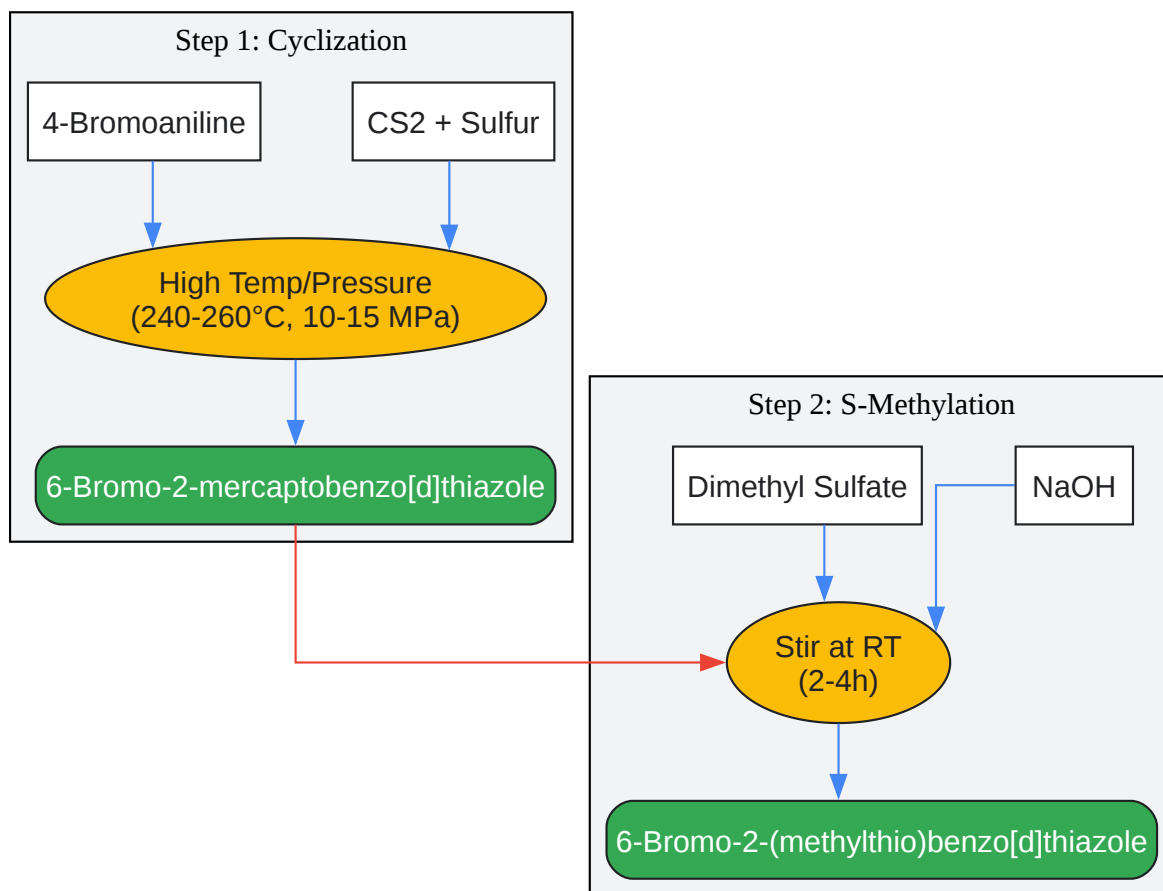 Step 1: Cyclization
4-Bromoaniline
CS2 + Sulfur
High Temp/Pressure
(240-260°C, 10-15 MPa)
6-Bromo-2-mercaptobenzo[d]thiazole
Step 2: S-Methylation
Dimethyl Sulfate
NaOH
Stir at RT
(2-4h)
6-Bromo-2-(methylthio)benzo[d]thiazole